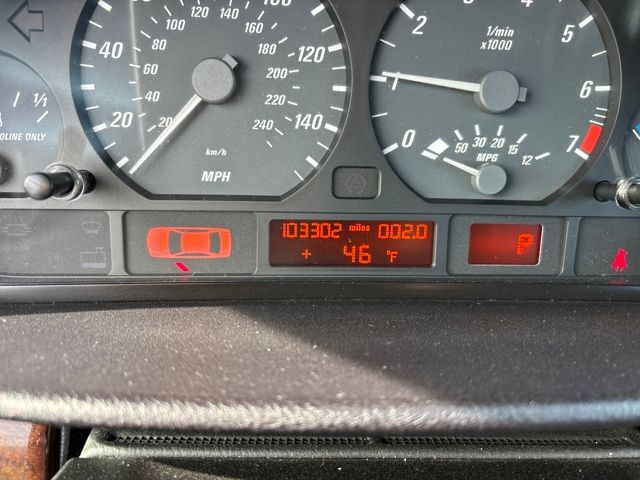 120 140
100 160
40 80 180 120
60 200
40 220
20 20 240 140
km/h
MPH
1/1
OLINE ONLY
1/min
x1000
1 2 5 6
0 7
50 30 20 15 12
MPG
103302 miles 002.0
+ 46 °F
P